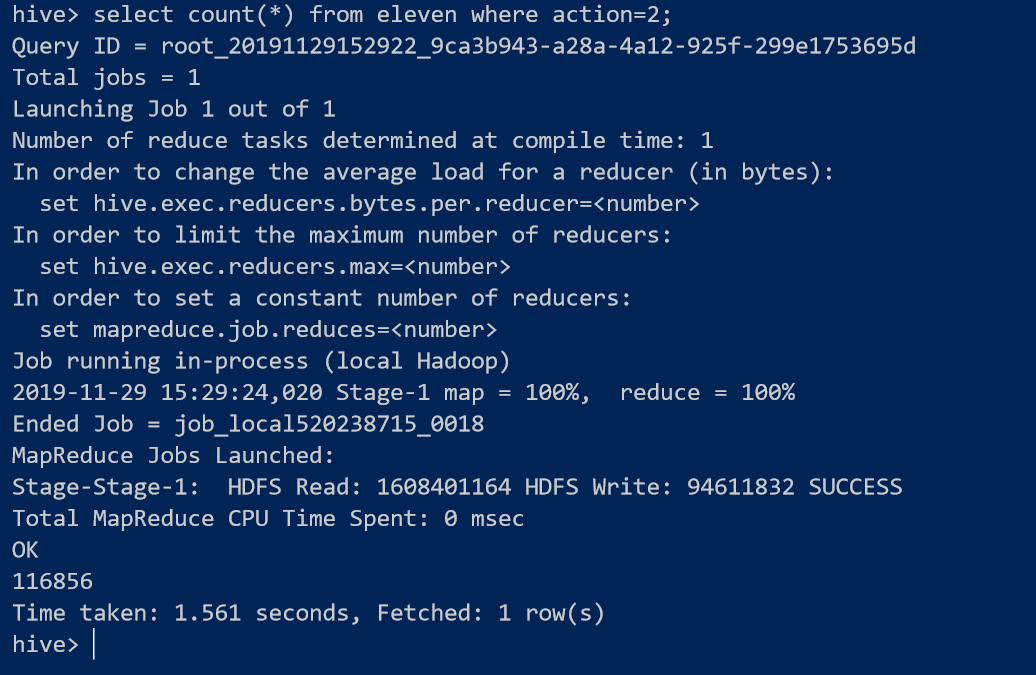 hive> select count(*) from eleven where action=2;
Query ID = root_20191129152922_9ca3b943-a28a-4a12-925f-299e1753695d
Total jobs = 1
Launching Job 1 out of 1
Number of reduce tasks determined at compile time: 1
In order to change the average load for a reducer (in bytes):
  set hive.exec.reducers.bytes.per.reducer=<number>
In order to limit the maximum number of reducers:
  set hive.exec.reducers.max=<number>
In order to set a constant number of reducers:
  set mapreduce.job.reduces=<number>
Job running in-process (local Hadoop)
2019-11-29 15:29:24,020 Stage-1 map = 100%,  reduce = 100%
Ended Job = job_local520238715_0018
MapReduce Jobs Launched:
Stage-Stage-1:  HDFS Read: 1608401164 HDFS Write: 94611832 SUCCESS
Total MapReduce CPU Time Spent: 0 msec
OK
116856
Time taken: 1.561 seconds, Fetched: 1 row(s)
hive>